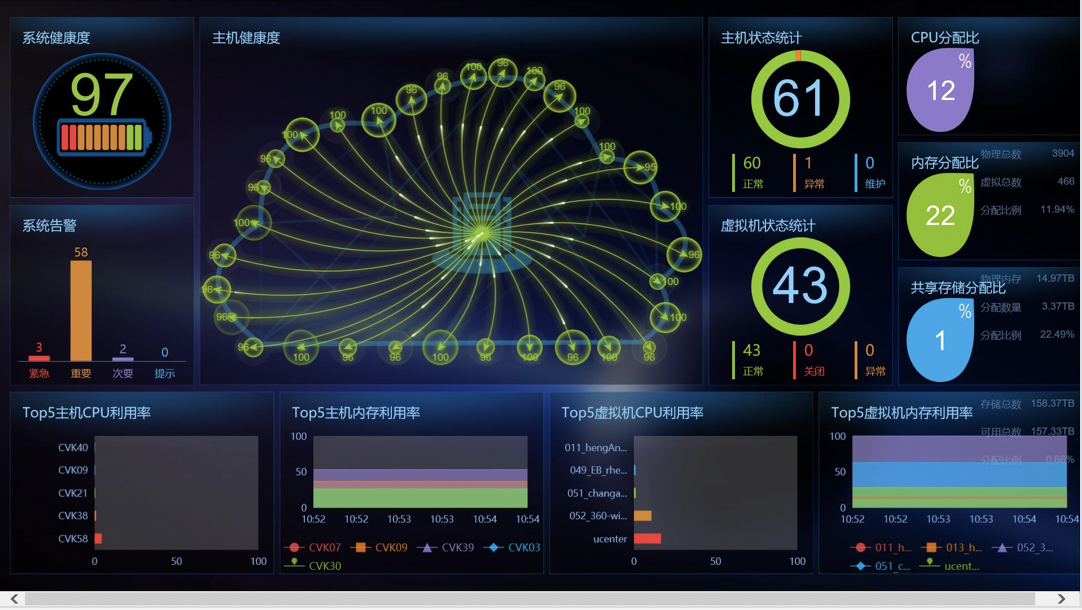 系统健康度
97
系统告警
58
3
2
0
紧急
重要
次要
提示
主机健康度
96
100
96
100
96
100
100
100
100
100
96
95
96
100
100
96
96
100
96
100
96
96
100
96
96
100
96
100
96
100
96
主机状态统计
61
60
正常
1
异常
0
维护
虚拟机状态统计
43
43
正常
0
关闭
0
异常
CPU分配比
%
12
物理总数 3904
虚拟总数 466
分配比例 11.94%
内存分配比
%
22
物理内存 14.97TB
分配数量 3.37TB
分配比例 22.49%
共享存储分配比
%
1
存储总数 158.37TB
可用总数 157.33TB
分配比例 0.66%
Top5主机CPU利用率
CVK40
CVK09
CVK21
CVK38
CVK58
0 50 100
Top5主机内存利用率
100
50
0
10:52 10:52 10:53 10:53 10:54 10:54
CVK07 CVK09 CVK39 CVK03
CVK30
Top5虚拟机CPU利用率
011_hengAn...
049_EB_rhe...
051_changa...
052_360-wi...
ucenter
0 50 100
Top5虚拟机内存利用率
100
50
0
10:52 10:52 10:53 10:53 10:54 10:54
011_h... 013_h... 052_3...
051_c... ucent...